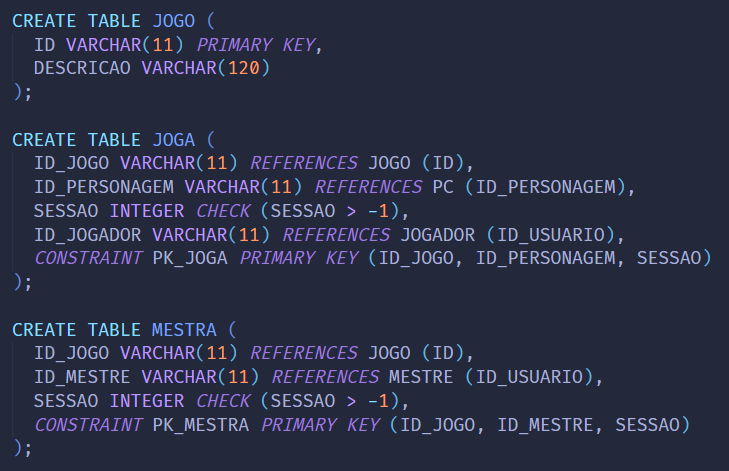 CREATE TABLE JOGO (
  ID VARCHAR(11) PRIMARY KEY,
  DESCRICAO VARCHAR(120)
);

CREATE TABLE JOGA (
  ID_JOGO VARCHAR(11) REFERENCES JOGO (ID),
  ID_PERSONAGEM VARCHAR(11) REFERENCES PC (ID_PERSONAGEM),
  SESSAO INTEGER CHECK (SESSAO > -1),
  ID_JOGADOR VARCHAR(11) REFERENCES JOGADOR (ID_USUARIO),
  CONSTRAINT PK_JOGA PRIMARY KEY (ID_JOGO, ID_PERSONAGEM, SESSAO)
);

CREATE TABLE MESTRA (
  ID_JOGO VARCHAR(11) REFERENCES JOGO (ID),
  ID_MESTRE VARCHAR(11) REFERENCES MESTRE (ID_USUARIO),
  SESSAO INTEGER CHECK (SESSAO > -1),
  CONSTRAINT PK_MESTRA PRIMARY KEY (ID_JOGO, ID_MESTRE, SESSAO)
);